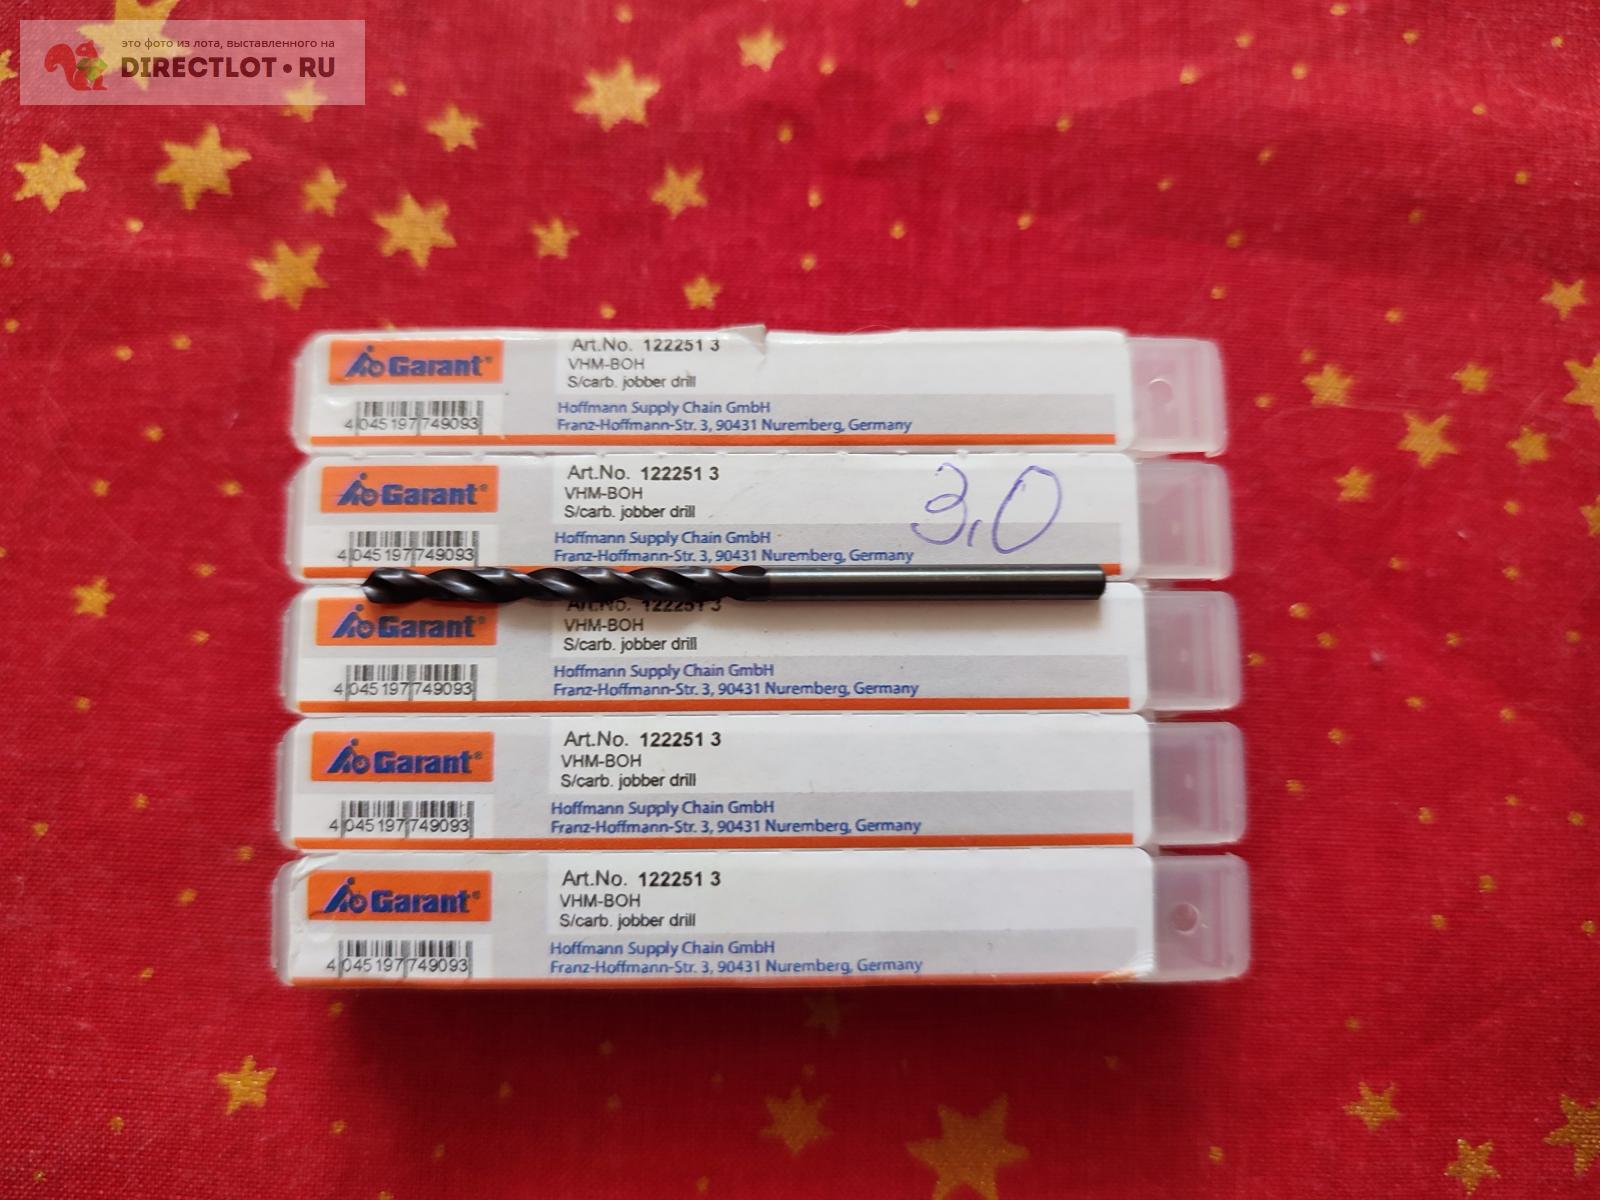 это фото из лота, выставленного на
DIRECTLOT•RU
Garant®
Art.No. 122251 3
VHM-BOH
S/carb. jobber drill
4 045197 749093
Hoffmann Supply Chain GmbH
Franz-Hoffmann-Str. 3, 90431 Nuremberg, Germany
Garant®
Art.No. 122251 3
VHM-BOH
S/carb. jobber drill
3,0
4 045197 749093
Hoffmann Supply Chain GmbH
Franz-Hoffmann-Str. 3, 90431 Nuremberg, Germany
Garant®
Art.No. 122251 3
VHM-BOH
S/carb. jobber drill
4 045197 749093
Hoffmann Supply Chain GmbH
Franz-Hoffmann-Str. 3, 90431 Nuremberg, Germany
Garant®
Art.No. 122251 3
VHM-BOH
S/carb. jobber drill
4 045197 749093
Hoffmann Supply Chain GmbH
Franz-Hoffmann-Str. 3, 90431 Nuremberg, Germany
Garant®
Art.No. 122251 3
VHM-BOH
S/carb. jobber drill
4 045197 749093
Hoffmann Supply Chain GmbH
Franz-Hoffmann-Str. 3, 90431 Nuremberg, Germany